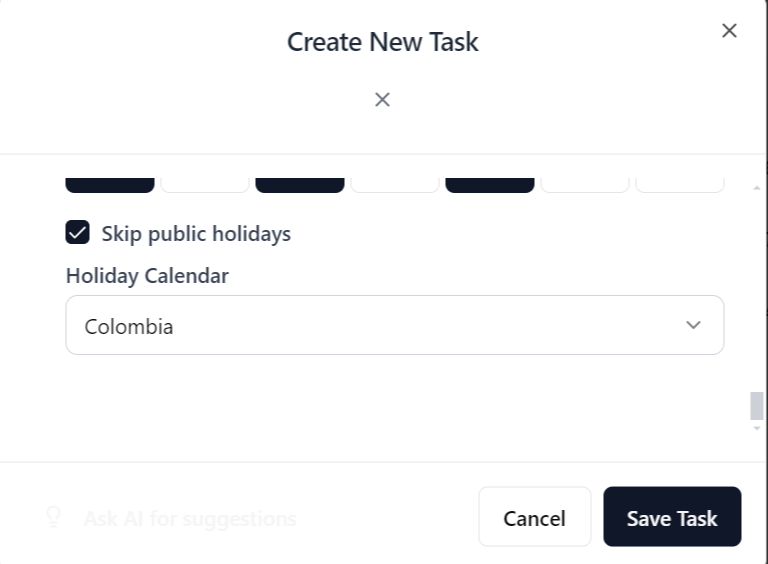 Create New Task
Skip public holidays
Holiday Calendar
Colombia
Ask AI for suggestions
Cancel
Save Task